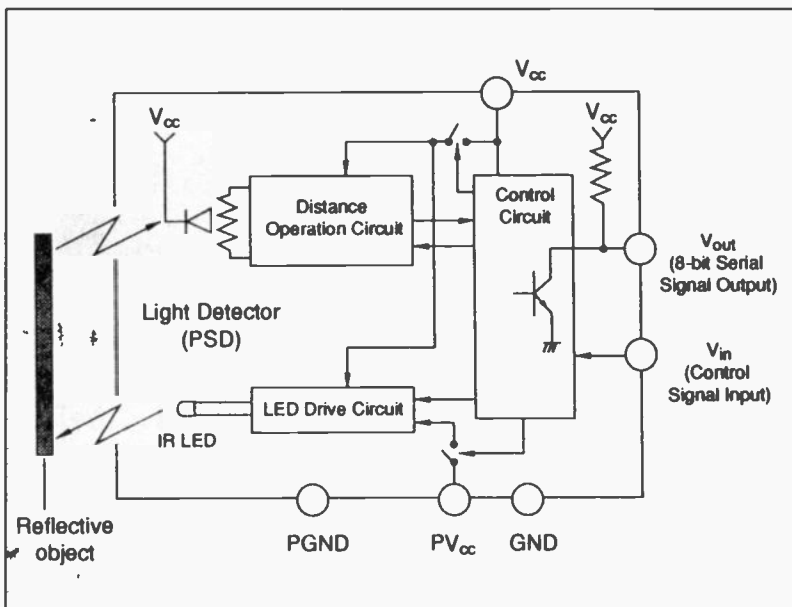 Vcc
Vcc
Vcc
Distance
Operation Circuit
Control
Circuit
Vout
(8-bit Serial
Signal Output)
Light Detector
(PSD)
Vin
(Control
Signal Input)
LED Drive Circuit
IR LED
Reflective
object
PGND
PVcc
GND